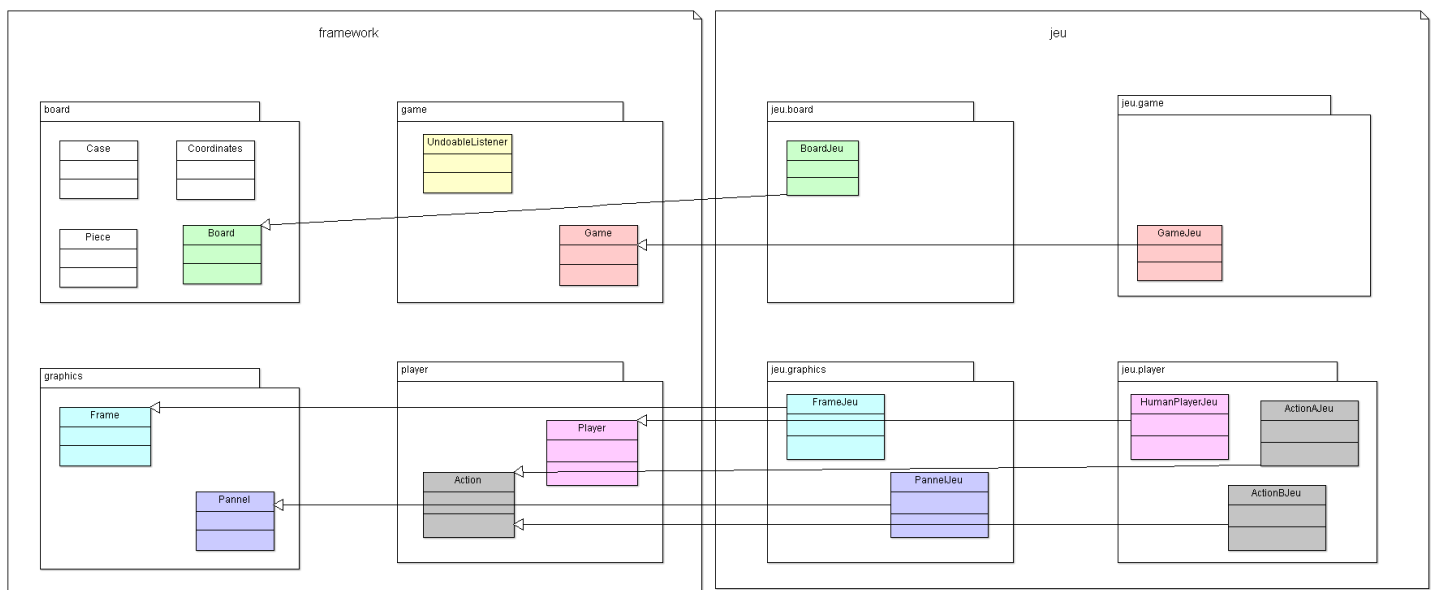 framework
board
Case
Coordinates
Piece
Board
game
UndoableListener
Game
graphics
Frame
Pannel
player
Player
Action
jeu
jeu.board
BoardJeu
jeu.game
GameJeu
jeu.graphics
FrameJeu
PannelJeu
jeu.player
HumanPlayerJeu
ActionAJeu
ActionBJeu